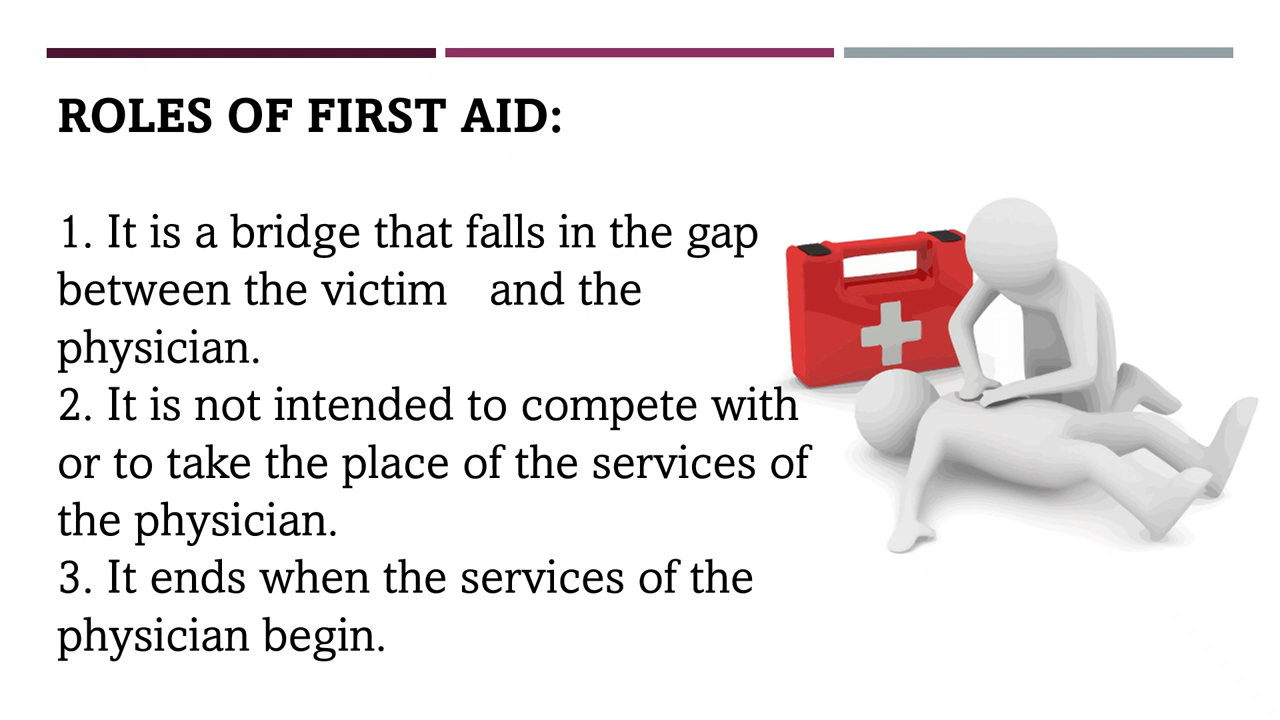 ROLES OF FIRST AID:
1. It is a bridge that falls in the gap
between the victim   and the
physician.
2. It is not intended to compete with
or to take the place of the services of
the physician.
3. It ends when the services of the
physician begin.